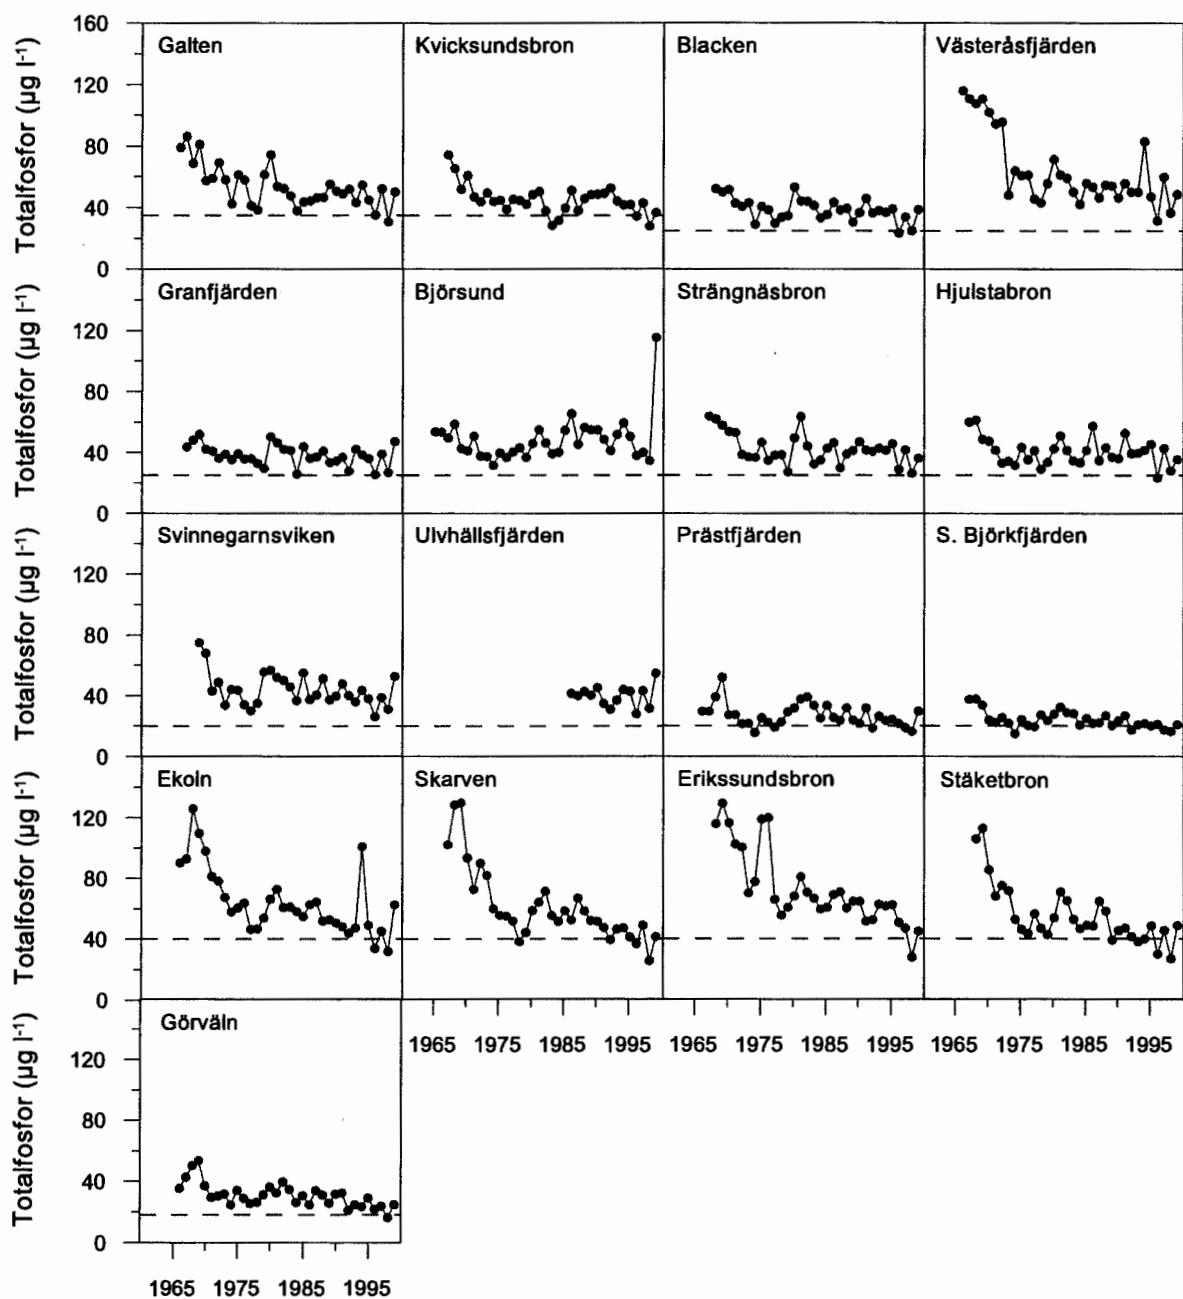 Totalfosfor (µg l-1)
160
120
80
40
0
Galten
Kvicksundsbron
Blacken
Västeråsfjärden
Totalfosfor (µg l-1)
120
80
40
0
Granfjärden
Björsund
Strängnäsbron
Hjulstabron
Totalfosfor (µg l-1)
120
80
40
0
Svinnegarnsviken
Ulvhällsfjärden
Prästfjärden
S. Björkfjärden
Totalfosfor (µg l-1)
120
80
40
0
Ekoln
Skarven
Erikssundsbron
Stäketbron
1965 1975 1985 1995
1965 1975 1985 1995
1965 1975 1985 1995
Totalfosfor (µg l-1)
120
80
40
0
Görväln
1965 1975 1985 1995